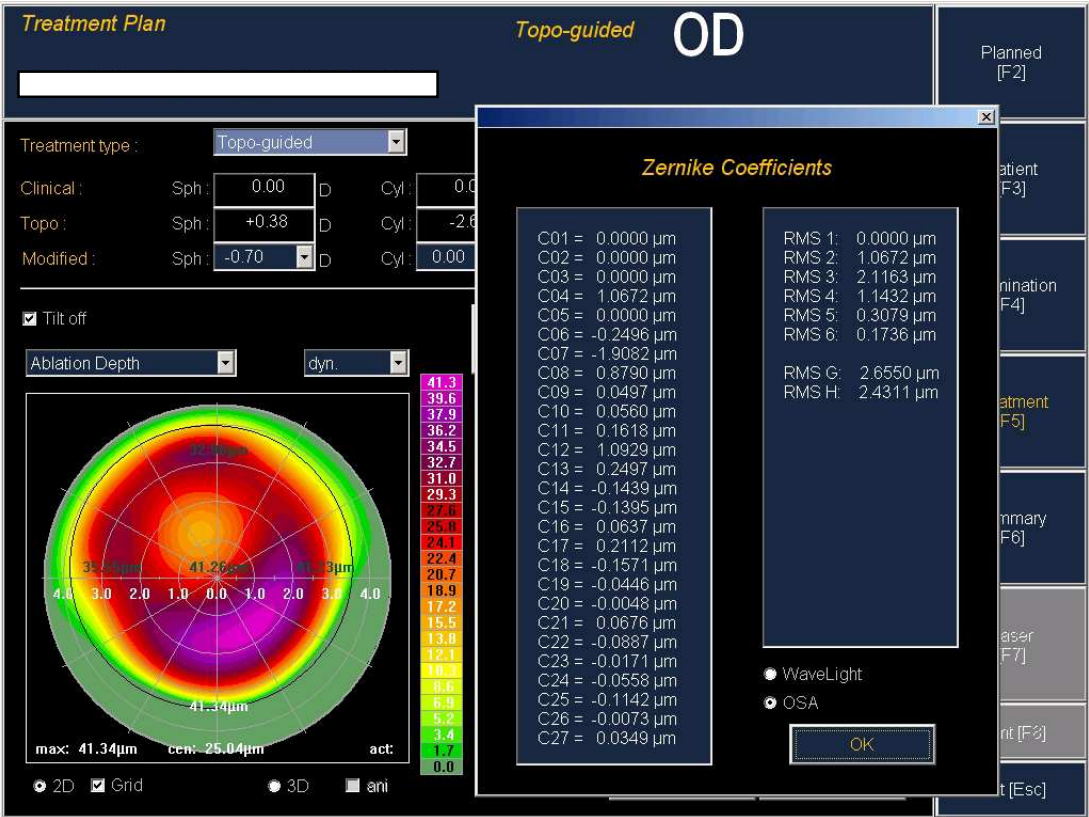 Treatment Plan
Topo-guided
OD
Planned
[F2]
Treatment type :
Topo-guided
Clinical :
Sph :
0.00
D
Cyl :
0.0
Topo :
Sph :
+0.38
D
Cyl :
-2.6
Modified :
Sph :
-0.70
D
Cyl :
0.00
Tilt off
Ablation Depth
dyn.
41.3
39.6
37.9
36.2
34.5
32.7
31.0
29.3
27.6
25.8
24.1
22.4
20.7
18.9
17.2
15.5
13.8
12.1
10.3
8.6
6.9
5.2
3.4
1.7
0.0
41.26µm
4.0 3.0 2.0 1.0 0.0 1.0 2.0 3.0 4.0
41.34µm
max: 41.34µm
cen: 25.04µm
act:
2D
Grid
3D
ani
Zernike Coefficients
C01 = 0.0000 µm
C02 = 0.0000 µm
C03 = 0.0000 µm
C04 = 1.0672 µm
C05 = 0.0000 µm
C06 = -0.2496 µm
C07 = -1.9082 µm
C08 = 0.8790 µm
C09 = 0.0497 µm
C10 = 0.0560 µm
C11 = 0.1618 µm
C12 = 1.0929 µm
C13 = 0.2497 µm
C14 = -0.1439 µm
C15 = -0.1395 µm
C16 = 0.0637 µm
C17 = 0.2112 µm
C18 = -0.1571 µm
C19 = -0.0446 µm
C20 = -0.0048 µm
C21 = 0.0676 µm
C22 = -0.0887 µm
C23 = -0.0171 µm
C24 = -0.0558 µm
C25 = -0.1142 µm
C26 = -0.0073 µm
C27 = 0.0349 µm
RMS 1: 0.0000 µm
RMS 2: 1.0672 µm
RMS 3: 2.1163 µm
RMS 4: 1.1432 µm
RMS 5: 0.3079 µm
RMS 6: 0.1736 µm
RMS G: 2.6550 µm
RMS H: 2.4311 µm
WaveLight
OSA
OK
atient
F3]
mination
F4]
atment
F5]
mmary
F6]
aser
F7]
nt [F8]
t [Esc]